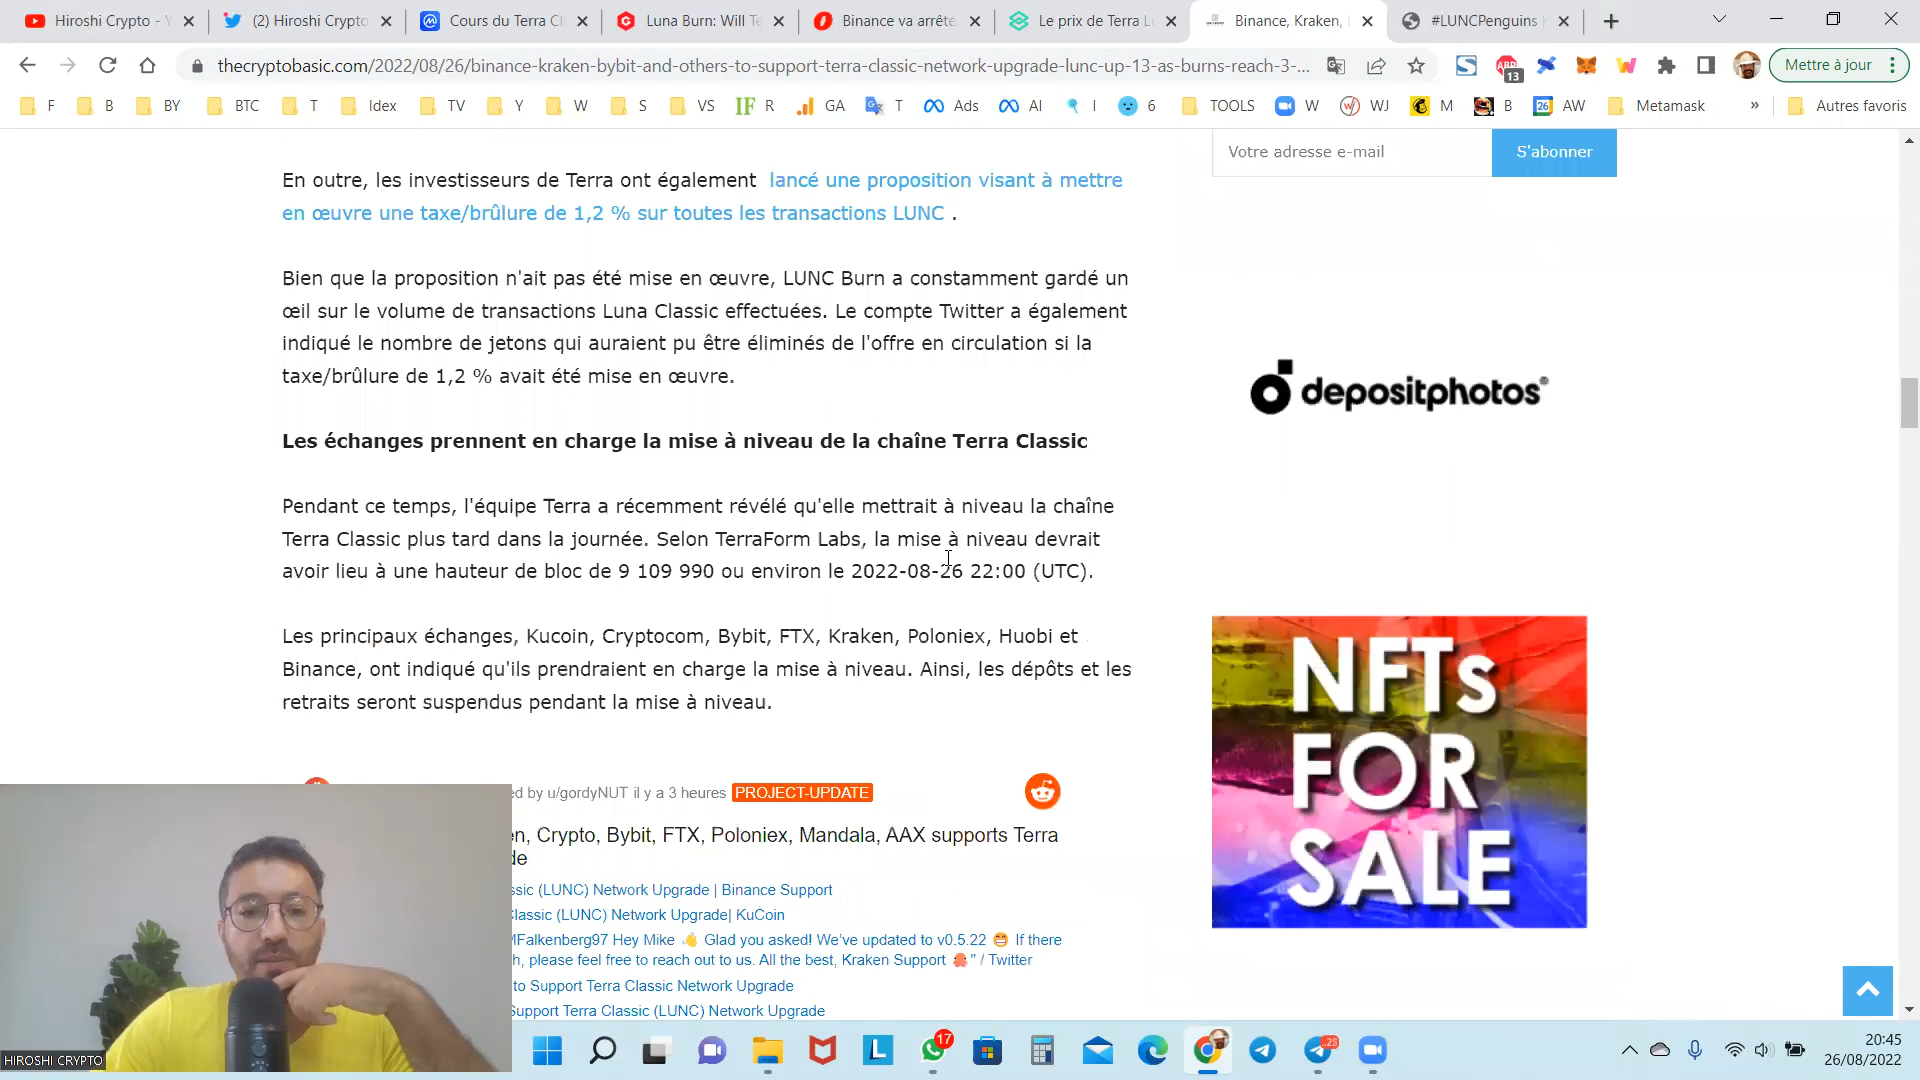 Hiroshi Crypto - Y
(2) Hiroshi Crypto
Cours du Terra Cl
Luna Burn: Will Te
Binance va arrête
Le prix de Terra L
Binance, Kraken,
#LUNCPenguins
thecryptobasic.com/2022/08/26/binance-kraken-bybit-and-others-to-support-terra-classic-network-upgrade-lunc-up-13-as-burns-reach-3-...
13
Mettre à jour
F
B
BY
BTC
T
Idex
TV
Y
W
S
VS
IF
R
GA
T
Ads
AI
I
6
TOOLS
W
WJ
M
B
26
AW
Metamask
»
Autres favoris
En outre, les investisseurs de Terra ont également lancé une proposition visant à mettre
en œuvre une taxe/brûlure de 1,2 % sur toutes les transactions LUNC .
Bien que la proposition n'ait pas été mise en œuvre, LUNC Burn a constamment gardé un
œil sur le volume de transactions Luna Classic effectuées. Le compte Twitter a également
indiqué le nombre de jetons qui auraient pu être éliminés de l'offre en circulation si la
taxe/brûlure de 1,2 % avait été mise en œuvre.
Les échanges prennent en charge la mise à niveau de la chaîne Terra Classic
Pendant ce temps, l'équipe Terra a récemment révélé qu'elle mettrait à niveau la chaîne
Terra Classic plus tard dans la journée. Selon TerraForm Labs, la mise à niveau devrait
avoir lieu à une hauteur de bloc de 9 109 990 ou environ le 2022-08-26 22:00 (UTC).
Les principaux échanges, Kucoin, Cryptocom, Bybit, FTX, Kraken, Poloniex, Huobi et
Binance, ont indiqué qu'ils prendraient en charge la mise à niveau. Ainsi, les dépôts et les
retraits seront suspendus pendant la mise à niveau.
ed by u/gordyNUT il y a 3 heures PROJECT-UPDATE
en, Crypto, Bybit, FTX, Poloniex, Mandala, AAX supports Terra
de
ssic (LUNC) Network Upgrade | Binance Support
Classic (LUNC) Network Upgrade| KuCoin
MFalkenberg97 Hey Mike 👋 Glad you asked! We've updated to v0.5.22 😁 If there
h, please feel free to reach out to us. All the best, Kraken Support 🐙" / Twitter
to Support Terra Classic Network Upgrade
Support Terra Classic (LUNC) Network Upgrade
Votre adresse e-mail
S'abonner
depositphotos®
NFTs
FOR
SALE
HIROSHI CRYPTO
L
17
20:45
26/08/2022